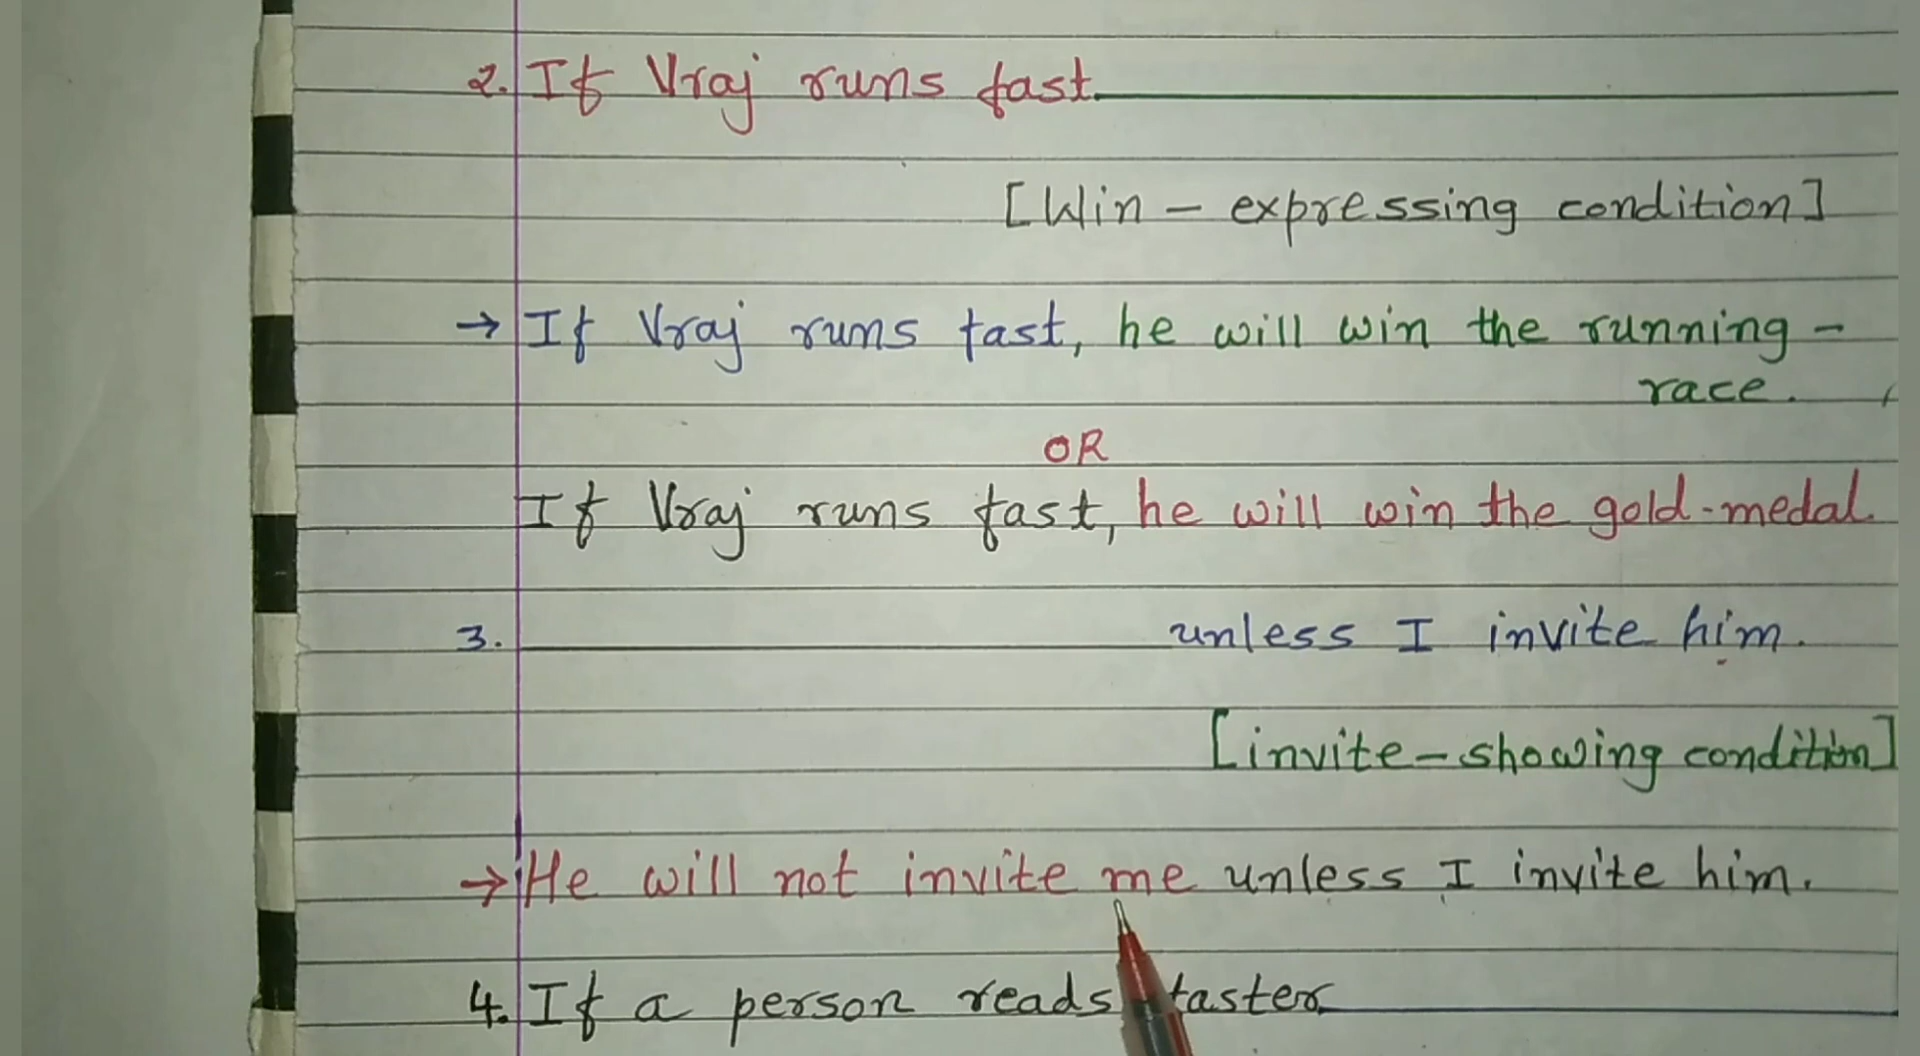 2. If Vraj runs fast.
[Win - expressing condition]
→ If Vraj runs fast, he will win the running -
race.
OR
If Vraj runs fast, he will win the gold-medal.
3. unless I invite him.
[invite-showing condition]
→ He will not invite me unless I invite him.
4. If a person reads faster